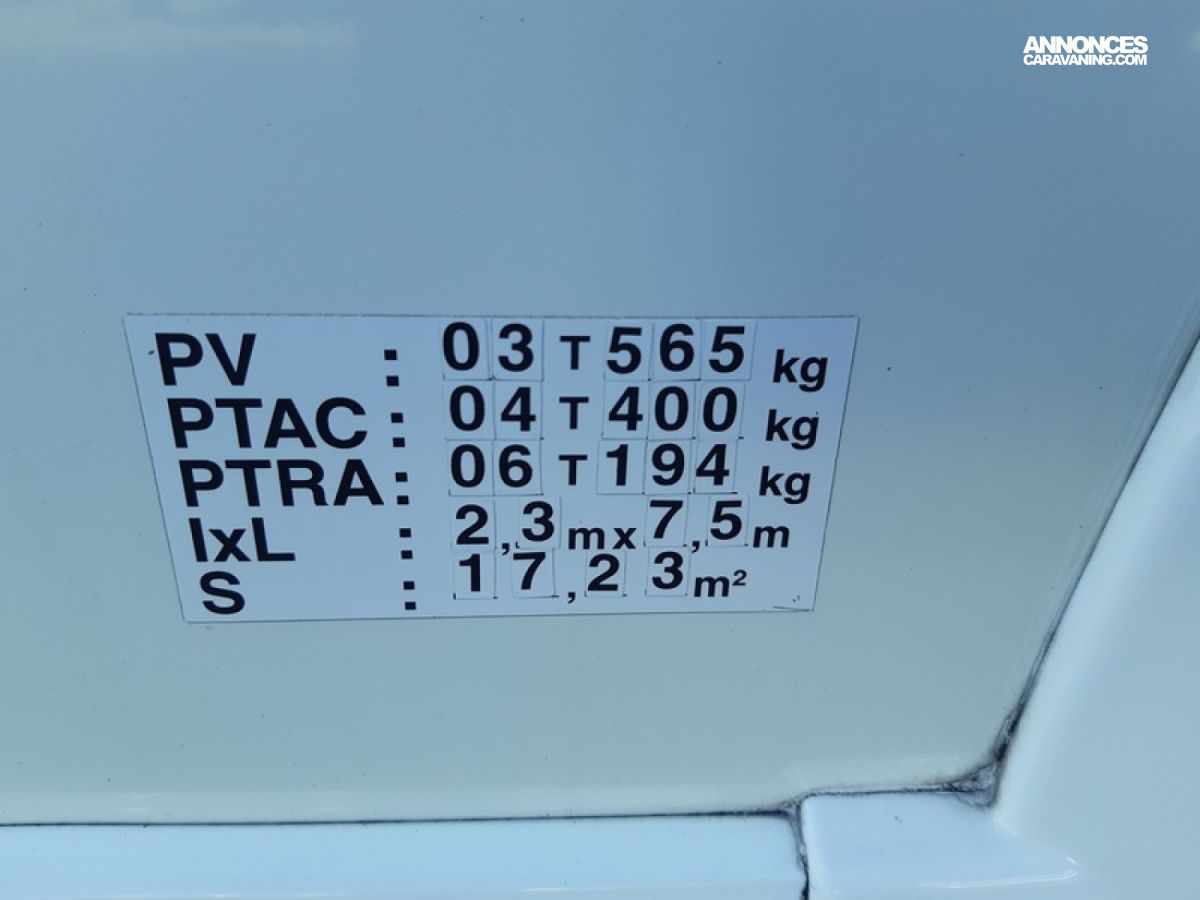 ANNONCES
CARAVANING.COM
PV : 03 T 565 kg
PTAC : 04 T 400 kg
PTRA : 06 T 194 kg
lxL : 2,3 m x 7,5 m
S : 17,23 m²